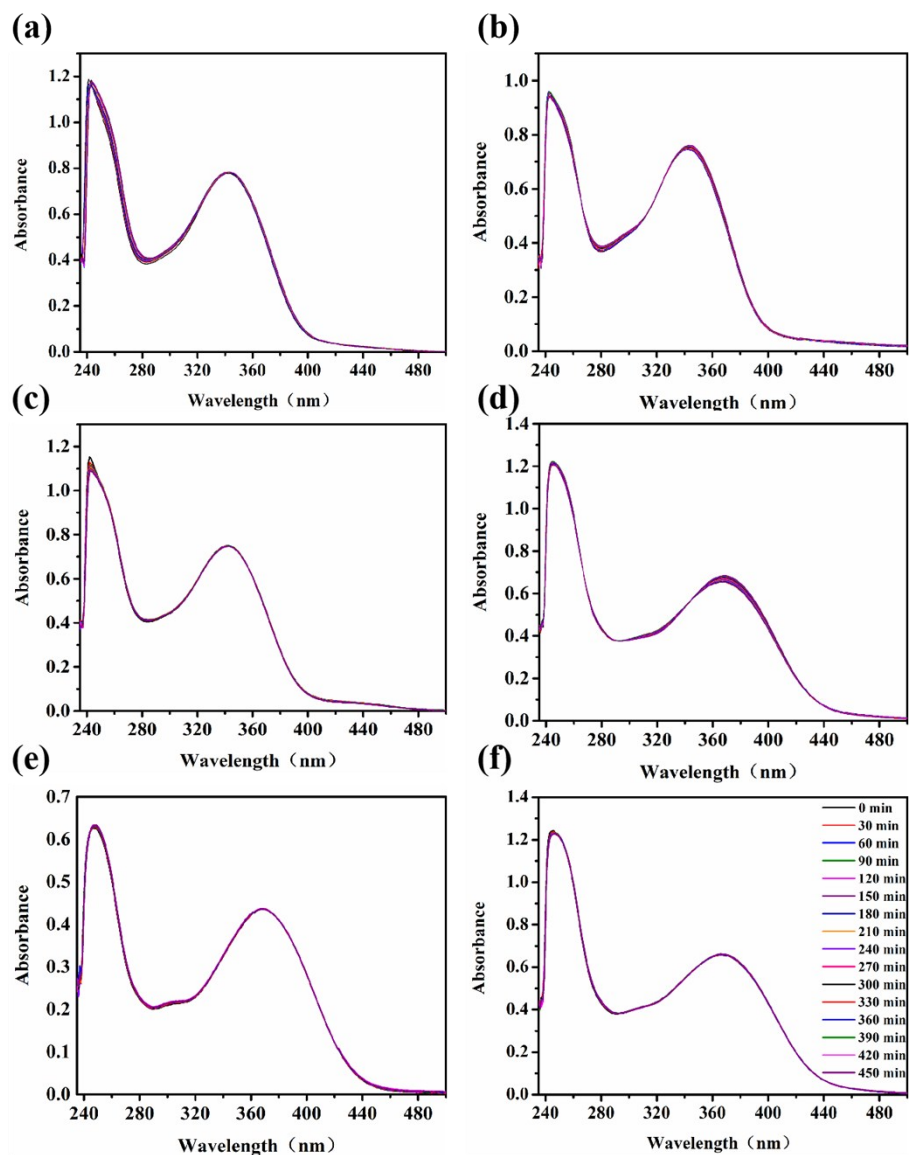 (a)
(b)
1.2
1.0
0.8
0.6
0.4
0.2
0.0
Absorbance
240 280 320 360 400 440 480
Wavelength（nm）
1.0
0.8
0.6
0.4
0.2
0.0
Absorbance
240 280 320 360 400 440 480
Wavelength（nm）
(c)
(d)
1.2
1.0
0.8
0.6
0.4
0.2
0.0
Absorbance
240 280 320 360 400 440 480
Wavelength（nm）
1.4
1.2
1.0
0.8
0.6
0.4
0.2
0.0
Absorbance
240 280 320 360 400 440 480
Wavelength（nm）
(e)
(f)
0.7
0.6
0.5
0.4
0.3
0.2
0.1
0.0
Absorbance
240 280 320 360 400 440 480
Wavelength（nm）
1.4
1.2
1.0
0.8
0.6
0.4
0.2
0.0
Absorbance
240 280 320 360 400 440 480
Wavelength（nm）
0 min
30 min
60 min
90 min
120 min
150 min
180 min
210 min
240 min
270 min
300 min
330 min
360 min
390 min
420 min
450 min